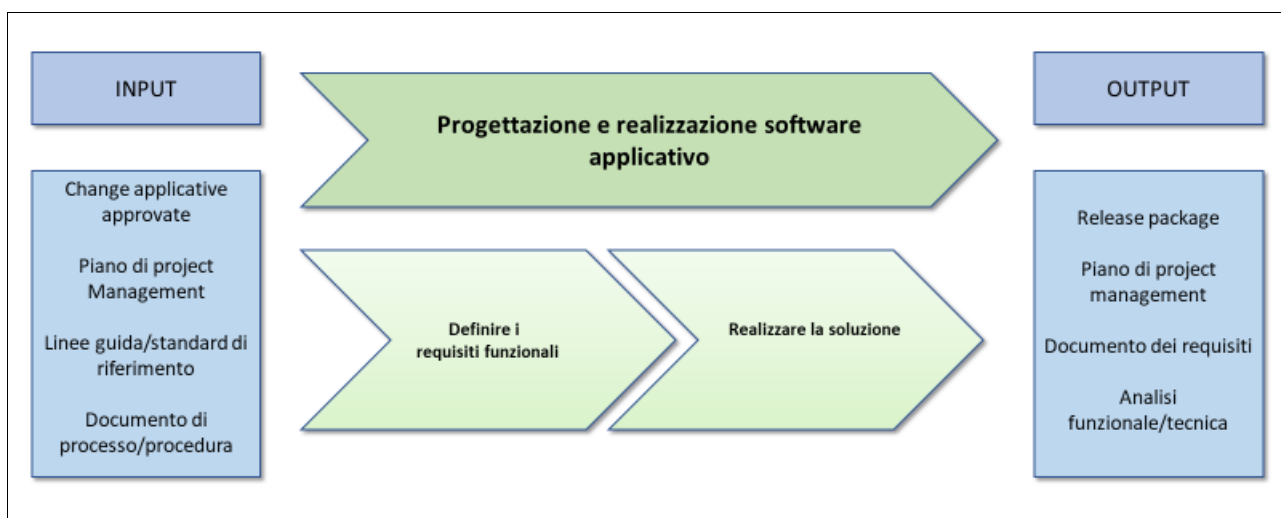 INPUT
Change applicative
approvate
Piano di project
Management
Linee guida/standard di
riferimento
Documento di
processo/procedura
Progettazione e realizzazione software
applicativo
Definire i
requisiti funzionali
Realizzare la soluzione
OUTPUT
Release package
Piano di project
management
Documento dei requisiti
Analisi
funzionale/tecnica